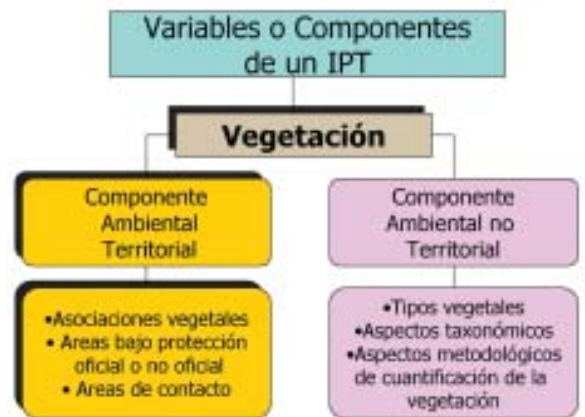 Variables o Componentes
de un IPT
Vegetación
Componente
Ambiental
Territorial
Componente
Ambiental no
Territorial
•Asociaciones vegetales
• Areas bajo protección
oficial o no oficial
• Areas de contacto
•Tipos vegetales
•Aspectos taxonómicos
•Aspectos metodológicos
de cuantificación de la
vegetación